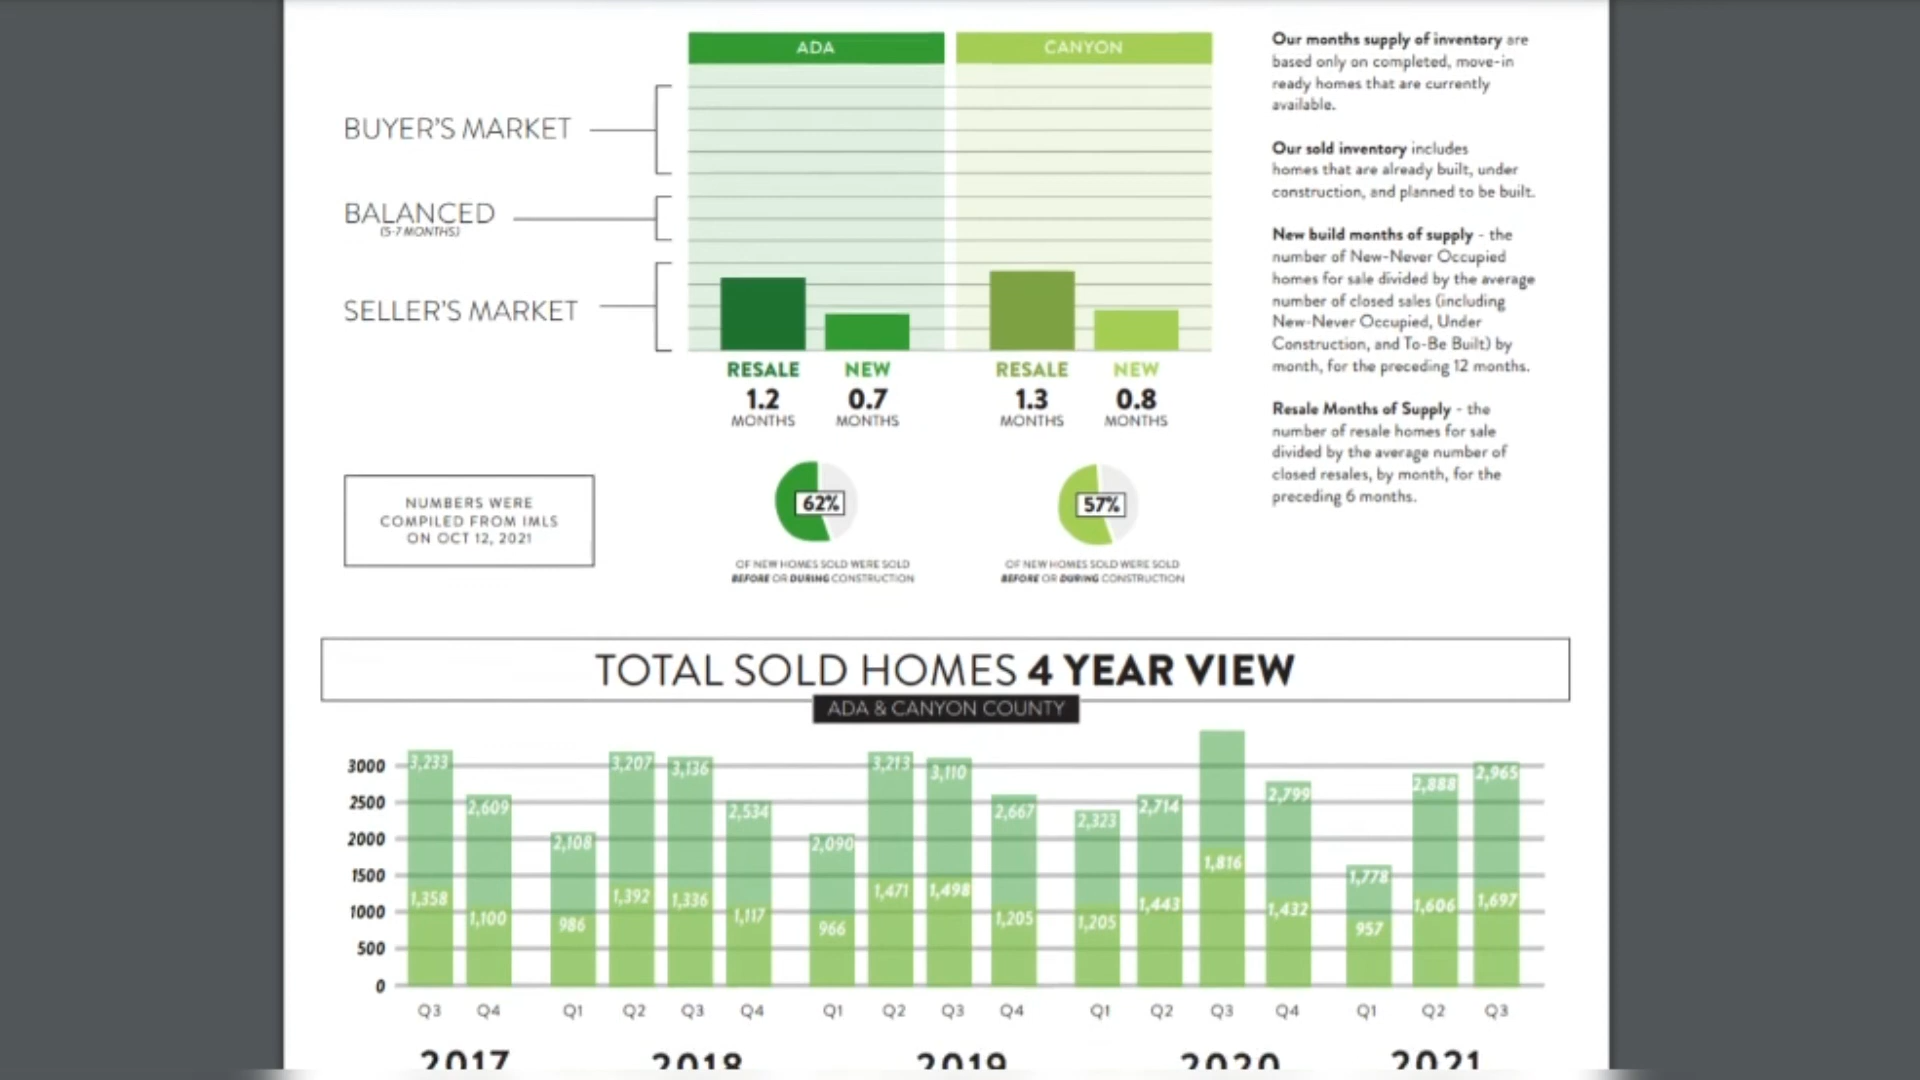 ADA
CANYON
BUYER'S MARKET
BALANCED
(5-7 MONTHS)
SELLER'S MARKET
RESALE
NEW
RESALE
NEW
1.2
0.7
1.3
0.8
MONTHS
MONTHS
MONTHS
MONTHS
62%
57%
OF NEW HOMES SOLD WERE SOLD
BEFORE OR DURING CONSTRUCTION
OF NEW HOMES SOLD WERE SOLD
BEFORE OR DURING CONSTRUCTION
NUMBERS WERE
COMPILED FROM IMLS
ON OCT 12, 2021
Our months supply of inventory are
based only on completed, move-in
ready homes that are currently
available.
Our sold inventory includes
homes that are already built, under
construction, and planned to be built.
New build months of supply - the
number of New-Never Occupied
homes for sale divided by the average
number of closed sales (including
New-Never Occupied, Under
Construction, and To-Be Built) by
month, for the preceding 12 months.
Resale Months of Supply - the
number of resale homes for sale
divided by the average number of
closed resales, by month, for the
preceding 6 months.
TOTAL SOLD HOMES 4 YEAR VIEW
ADA & CANYON COUNTY
3000
2500
2000
1500
1000
500
0
3,233
2,609
2,108
3,207
3,136
2,534
2,090
3,213
3,110
2,667
2,323
2,714
2,799
1,778
2,888
2,965
1,358
1,100
986
1,392
1,336
1,117
966
1,471
1,498
1,205
1,205
1,443
1,816
1,432
957
1,606
1,697
Q3 Q4 Q1 Q2 Q3 Q4 Q1 Q2 Q3 Q4 Q1 Q2 Q3 Q4 Q1 Q2 Q3
2017 2018 2019 2020 2021